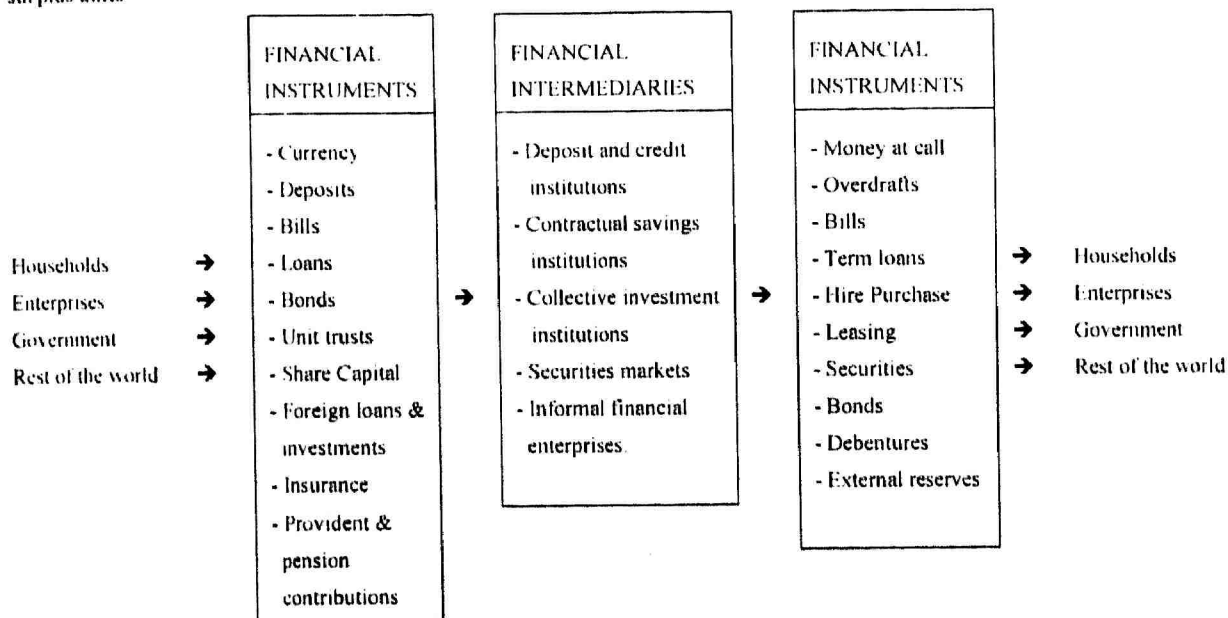 surplus units
Households →
Enterprises →
Government →
Rest of the world →
FINANCIAL
INSTRUMENTS
- Currency
- Deposits
- Bills
- Loans
- Bonds
- Unit trusts
- Share Capital
- Foreign loans &
investments
- Insurance
- Provident &
pension
contributions
→
FINANCIAL
INTERMEDIARIES
- Deposit and credit
institutions
- Contractual savings
institutions
- Collective investment
institutions
- Securities markets
- Informal financial
enterprises.
→
FINANCIAL
INSTRUMENTS
- Money at call
- Overdrafts
- Bills
- Term loans
- Hire Purchase
- Leasing
- Securities
- Bonds
- Debentures
- External reserves
→ Households
→ Enterprises
→ Government
→ Rest of the world